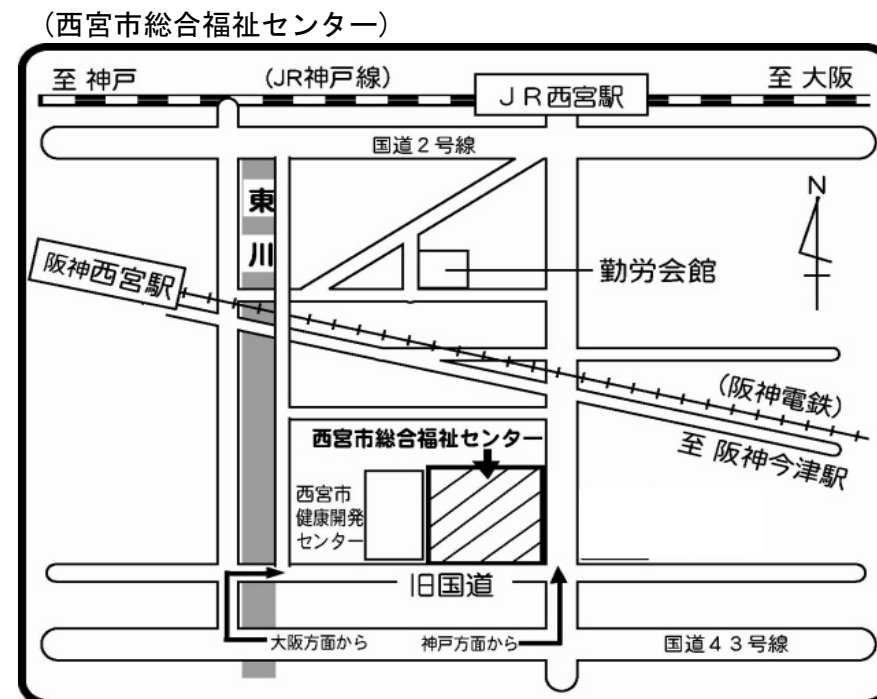 （西宮市総合福祉センター）
至 神戸
（JR神戸線）
至 大阪
ＪＲ西宮駅
国道２号線
東川
N
阪神西宮駅
勤労会館
（阪神電鉄）
至 阪神今津駅
西宮市総合福祉センター
西宮市
健康開発
センター
旧国道
大阪方面から
神戸方面から
国道４３号線